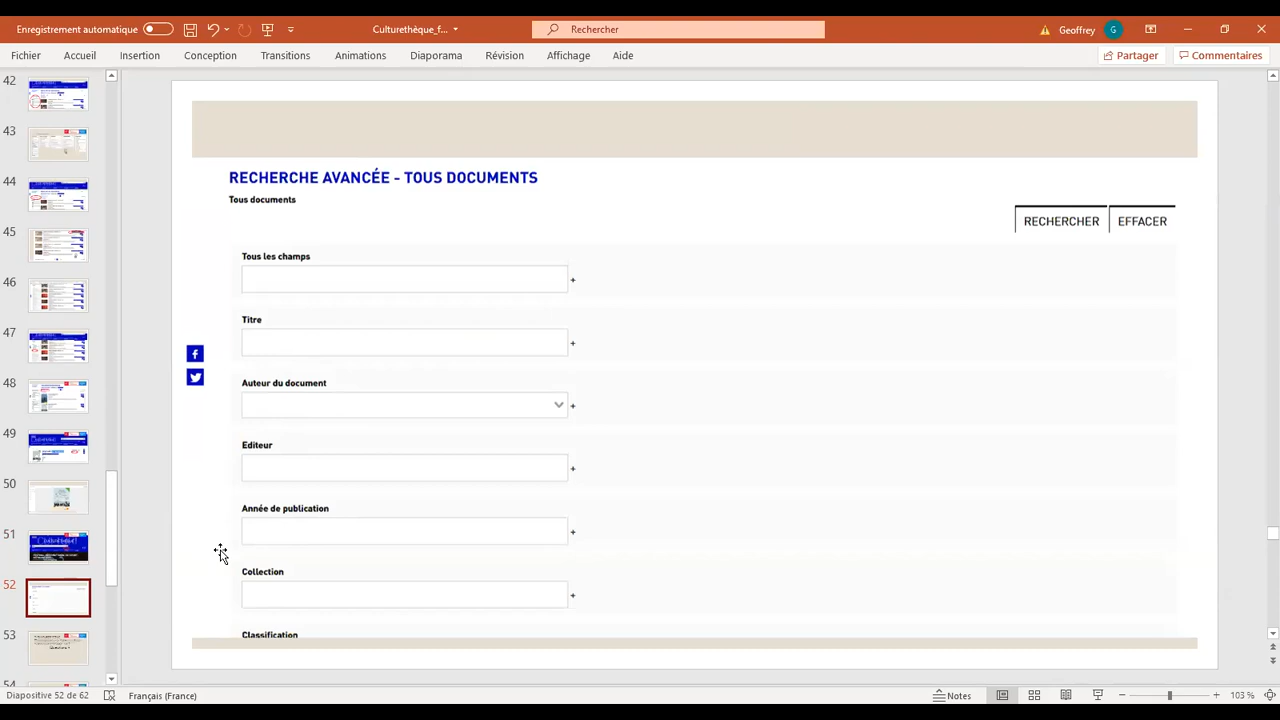 Enregistrement automatique
Culturethèque_f...
Rechercher
Geoffrey
G
Fichier
Accueil
Insertion
Conception
Transitions
Animations
Diaporama
Révision
Affichage
Aide
Partager
Commentaires
42
43
44
45
46
47
48
49
50
51
52
53
54
RECHERCHE AVANCÉE - TOUS DOCUMENTS
Tous documents
RECHERCHER
EFFACER
Tous les champs
+
Titre
+
Auteur du document
+
Editeur
+
Année de publication
+
Collection
+
Classification
Diapositive 52 de 62
Français (France)
Notes
103 %